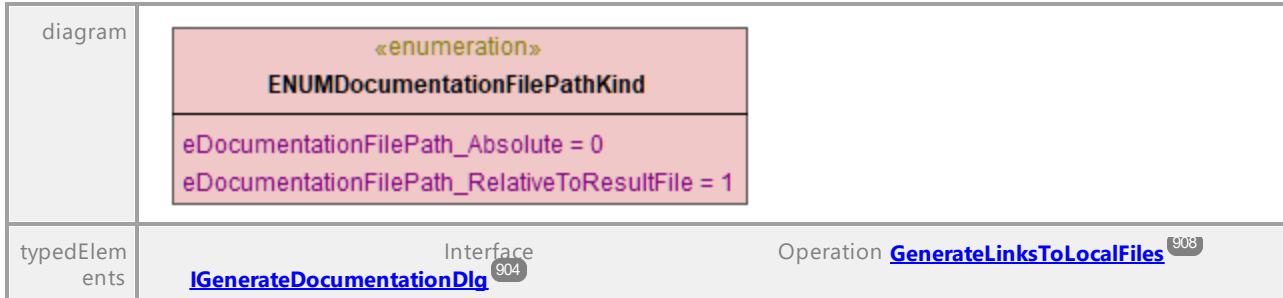 diagram
«enumeration»
ENUMDocumentationFilePathKind
eDocumentationFilePath_Absolute = 0
eDocumentationFilePath_RelativeToResultFile = 1
typedElem
ents
Interface
IGenerateDocumentationDlg 904
Operation GenerateLinksToLocalFiles 908